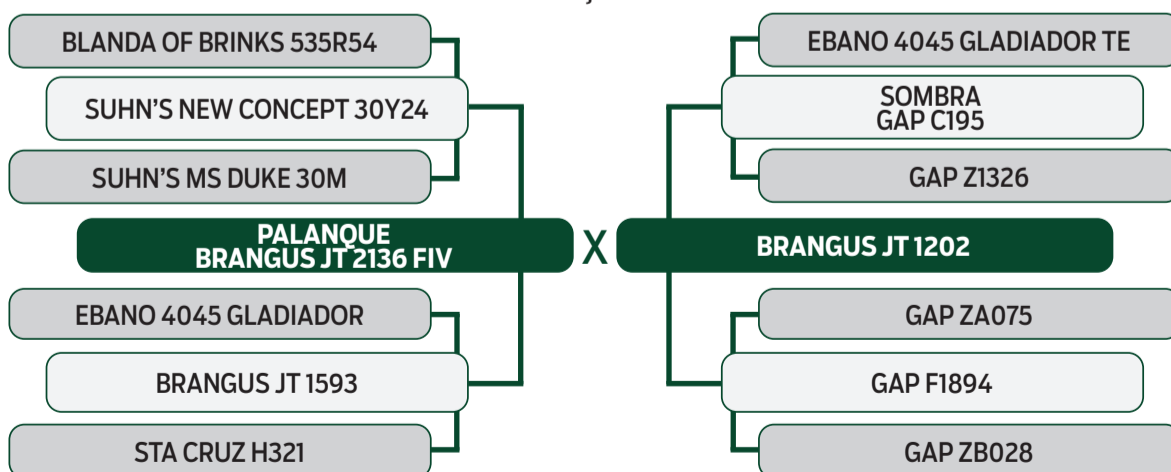 BLANDA OF BRINKS 535R54
SUHN'S NEW CONCEPT 30Y24
SUHN'S MS DUKE 30M
PALANQUE
BRANGUS JT 2136 FIV
EBANO 4045 GLADIADOR
BRANGUS JT 1593
STA CRUZ H321
X
EBANO 4045 GLADIADOR TE
SOMBRA
GAP C195
GAP Z1326
BRANGUS JT 1202
GAP ZA075
GAP F1894
GAP ZB028